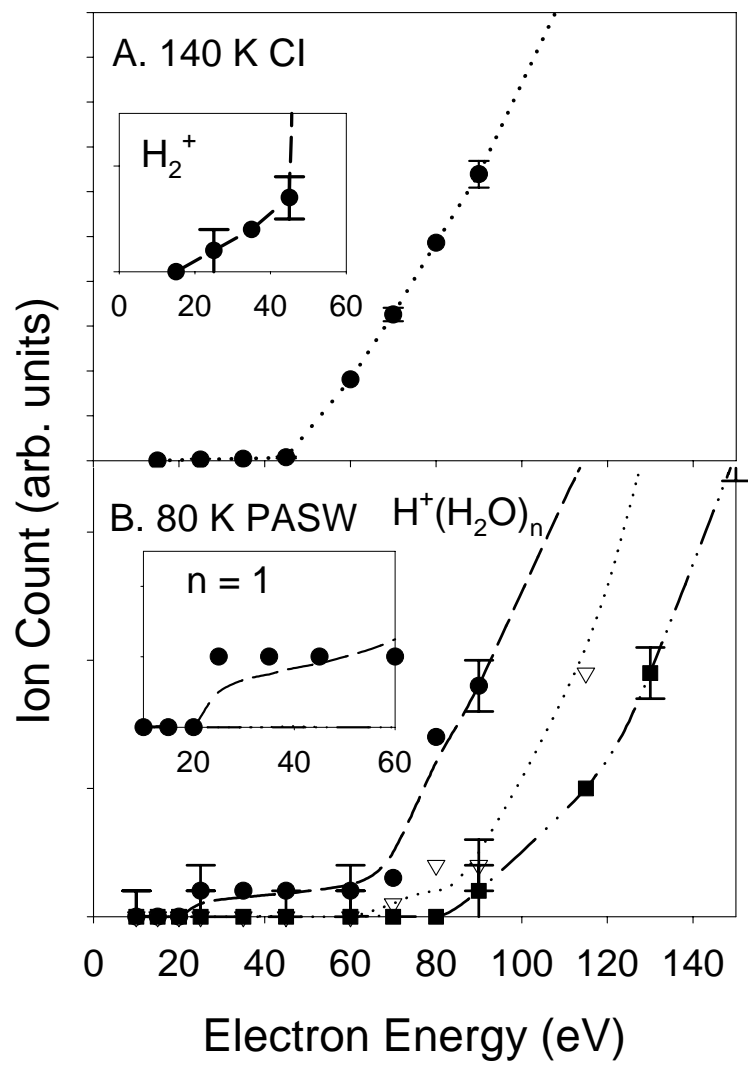 A. 140 K CI
H₂⁺
0 20 40 60
B. 80 K PASW H⁺(H₂O)ₙ
n = 1
20 40 60
0 20 40 60 80 100 120 140
Electron Energy (eV)
Ion Count (arb. units)